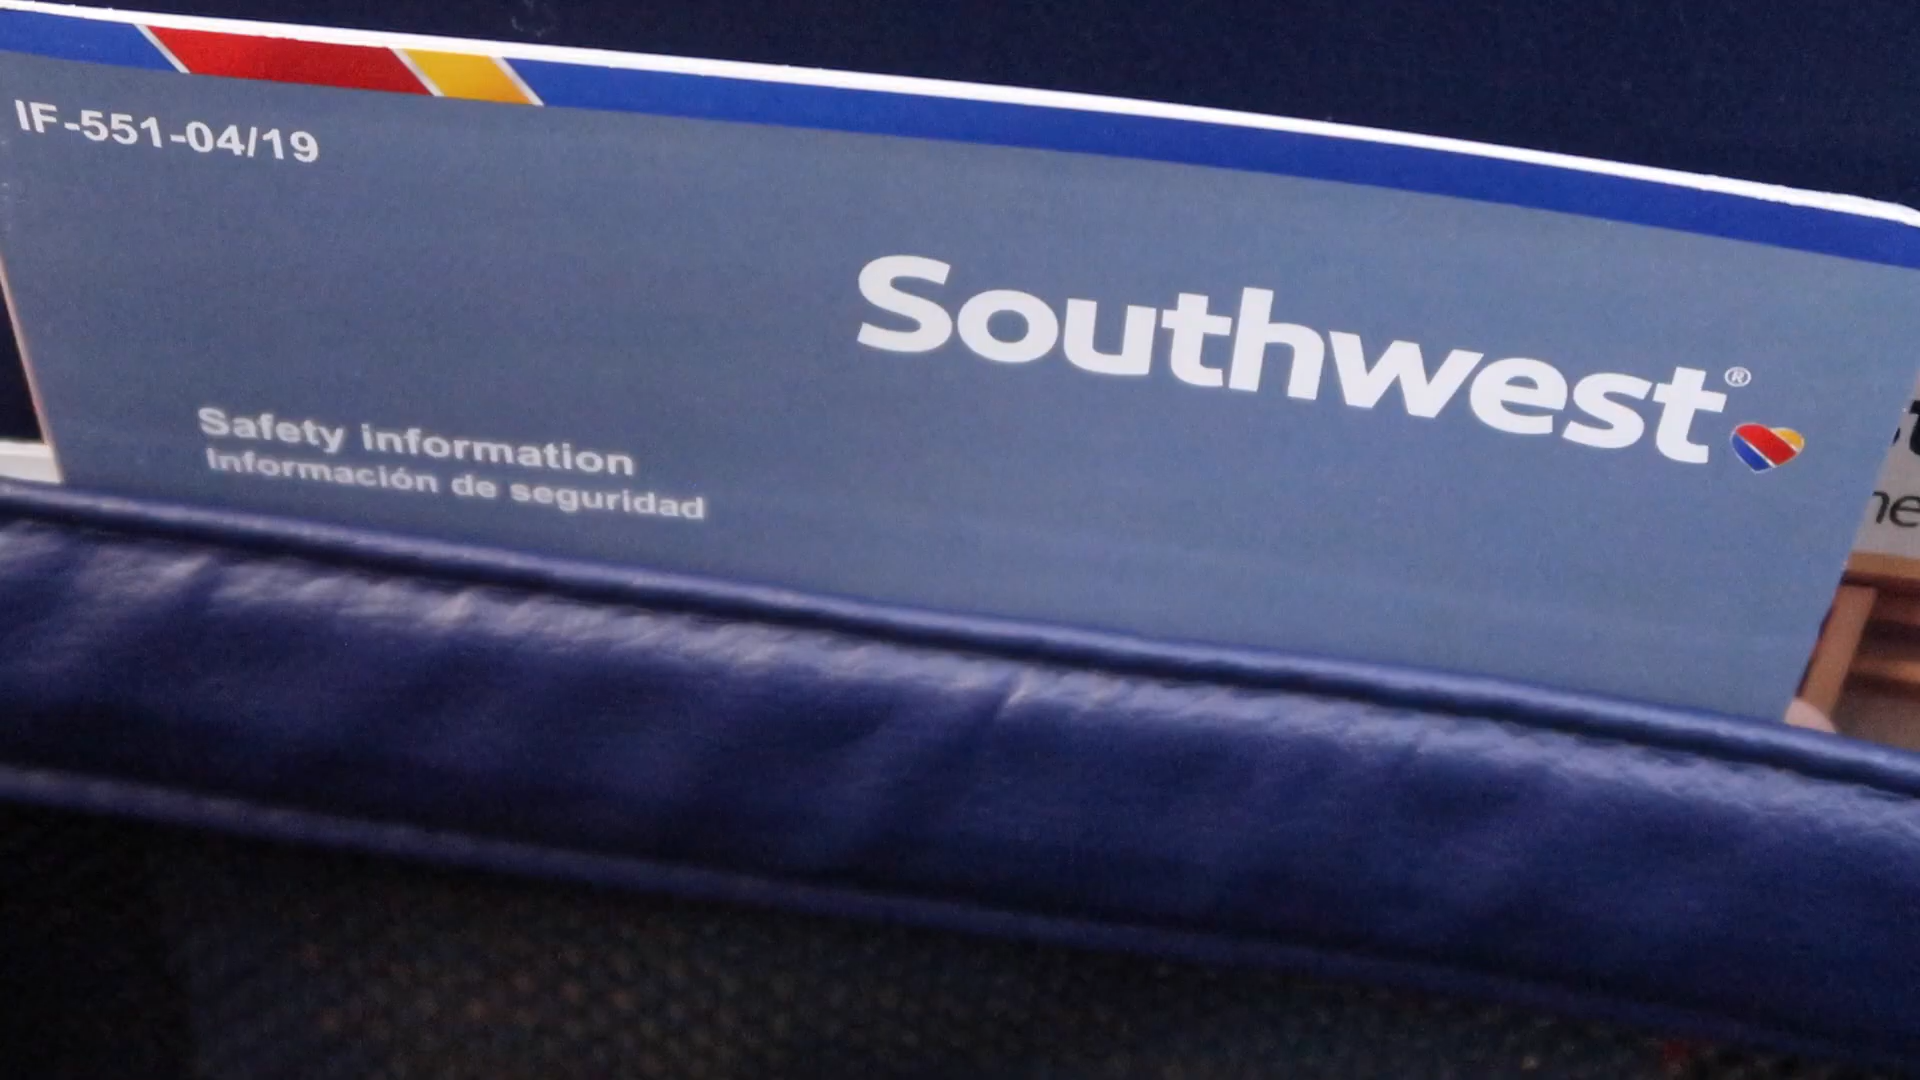 IF-551-04/19
Southwest®
Safety information
Información de seguridad